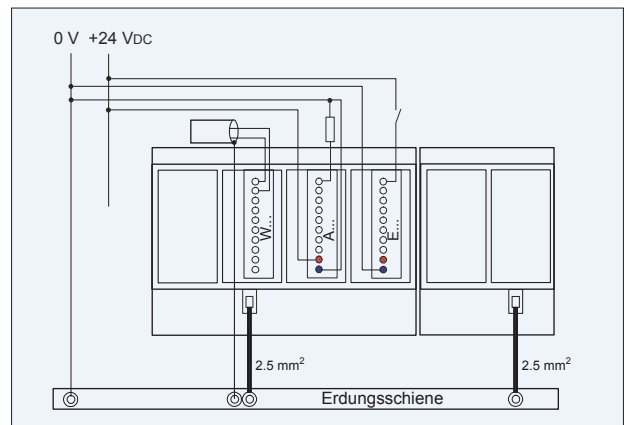 0 V +24 VDC
W...
A...
E...
2.5 mm²
2.5 mm²
Erdungsschiene